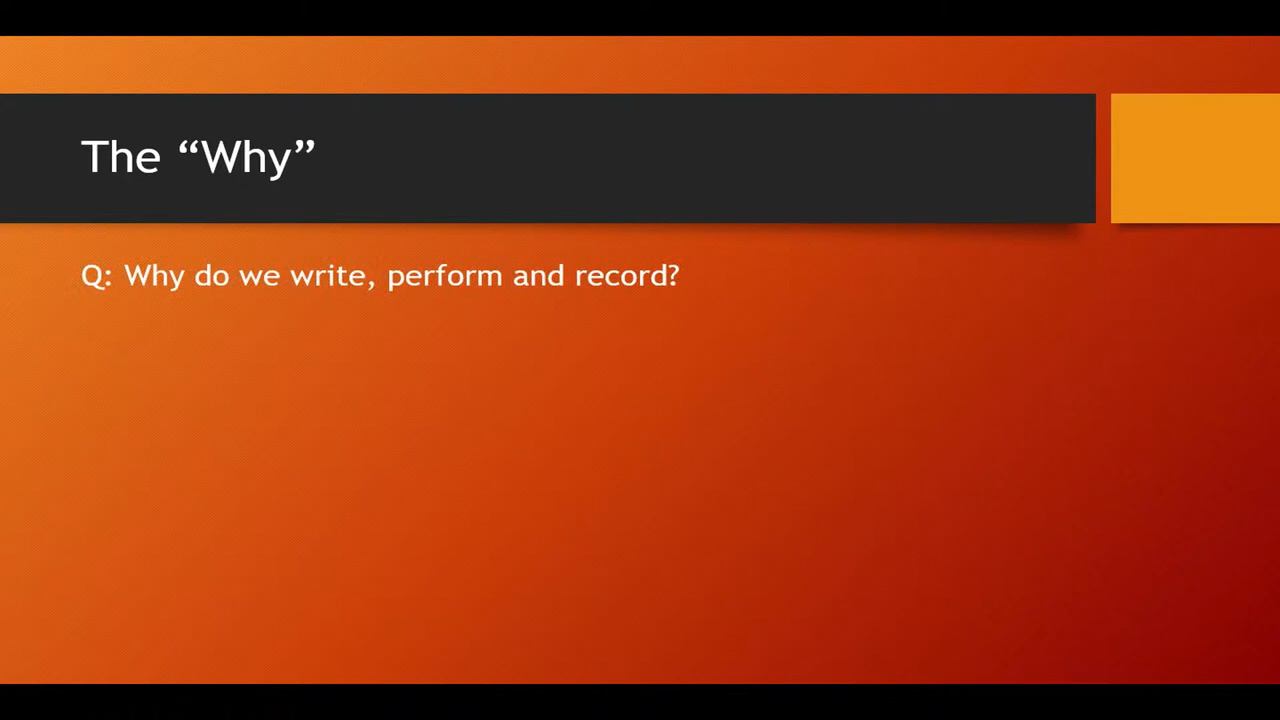 The “Why”
Q: Why do we write, perform and record?